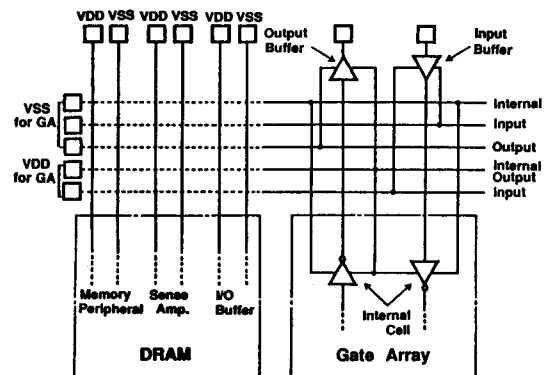 VDD VSS VDD VSS VDD VSS
Output
Buffer
Input
Buffer
VSS
for GA
VDD
for GA
Internal
Input
Output
Internal
Output
Input
Memory
Peripheral
Sense
Amp.
I/O
Buffer
Internal
Cell
DRAM
Gate Array